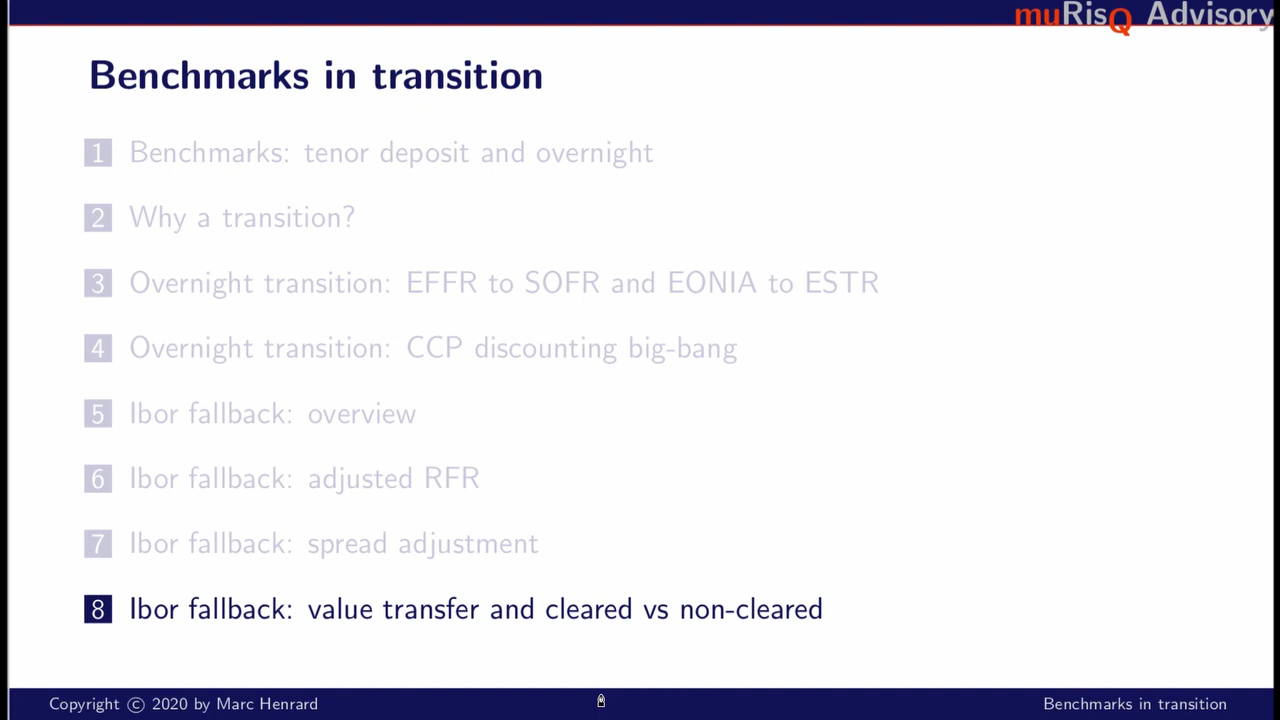 muRisQ Advisory
Benchmarks in transition
1 Benchmarks: tenor deposit and overnight
2 Why a transition?
3 Overnight transition: EFFR to SOFR and EONIA to ESTR
4 Overnight transition: CCP discounting big-bang
5 Ibor fallback: overview
6 Ibor fallback: adjusted RFR
7 Ibor fallback: spread adjustment
8 Ibor fallback: value transfer and cleared vs non-cleared
Copyright © 2020 by Marc Henrard
Benchmarks in transition